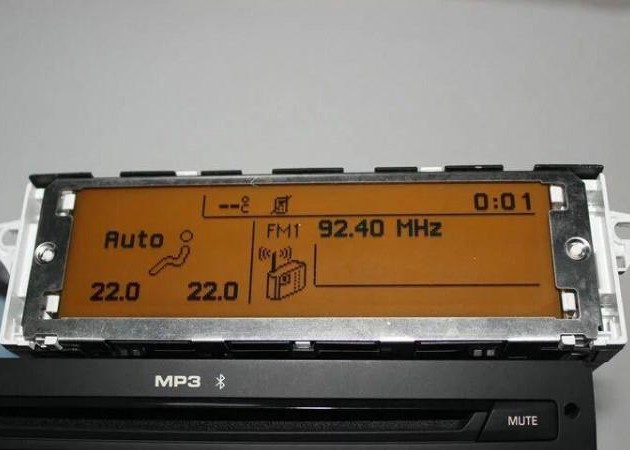 --°C 0:01
Auto FM1 92.40 MHz
22.0 22.0
MP3
MUTE